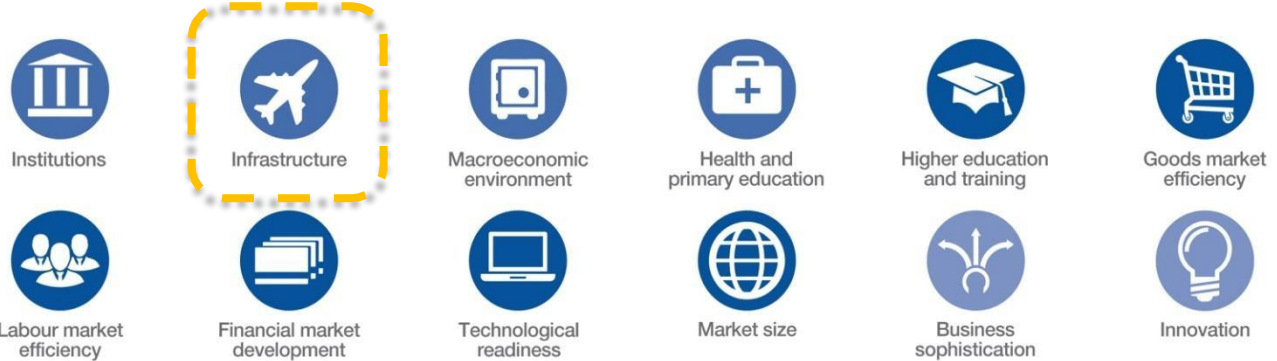 Institutions
Infrastructure
Macroeconomic
environment
Health and
primary education
Higher education
and training
Goods market
efficiency
Labour market
efficiency
Financial market
development
Technological
readiness
Market size
Business
sophistication
Innovation